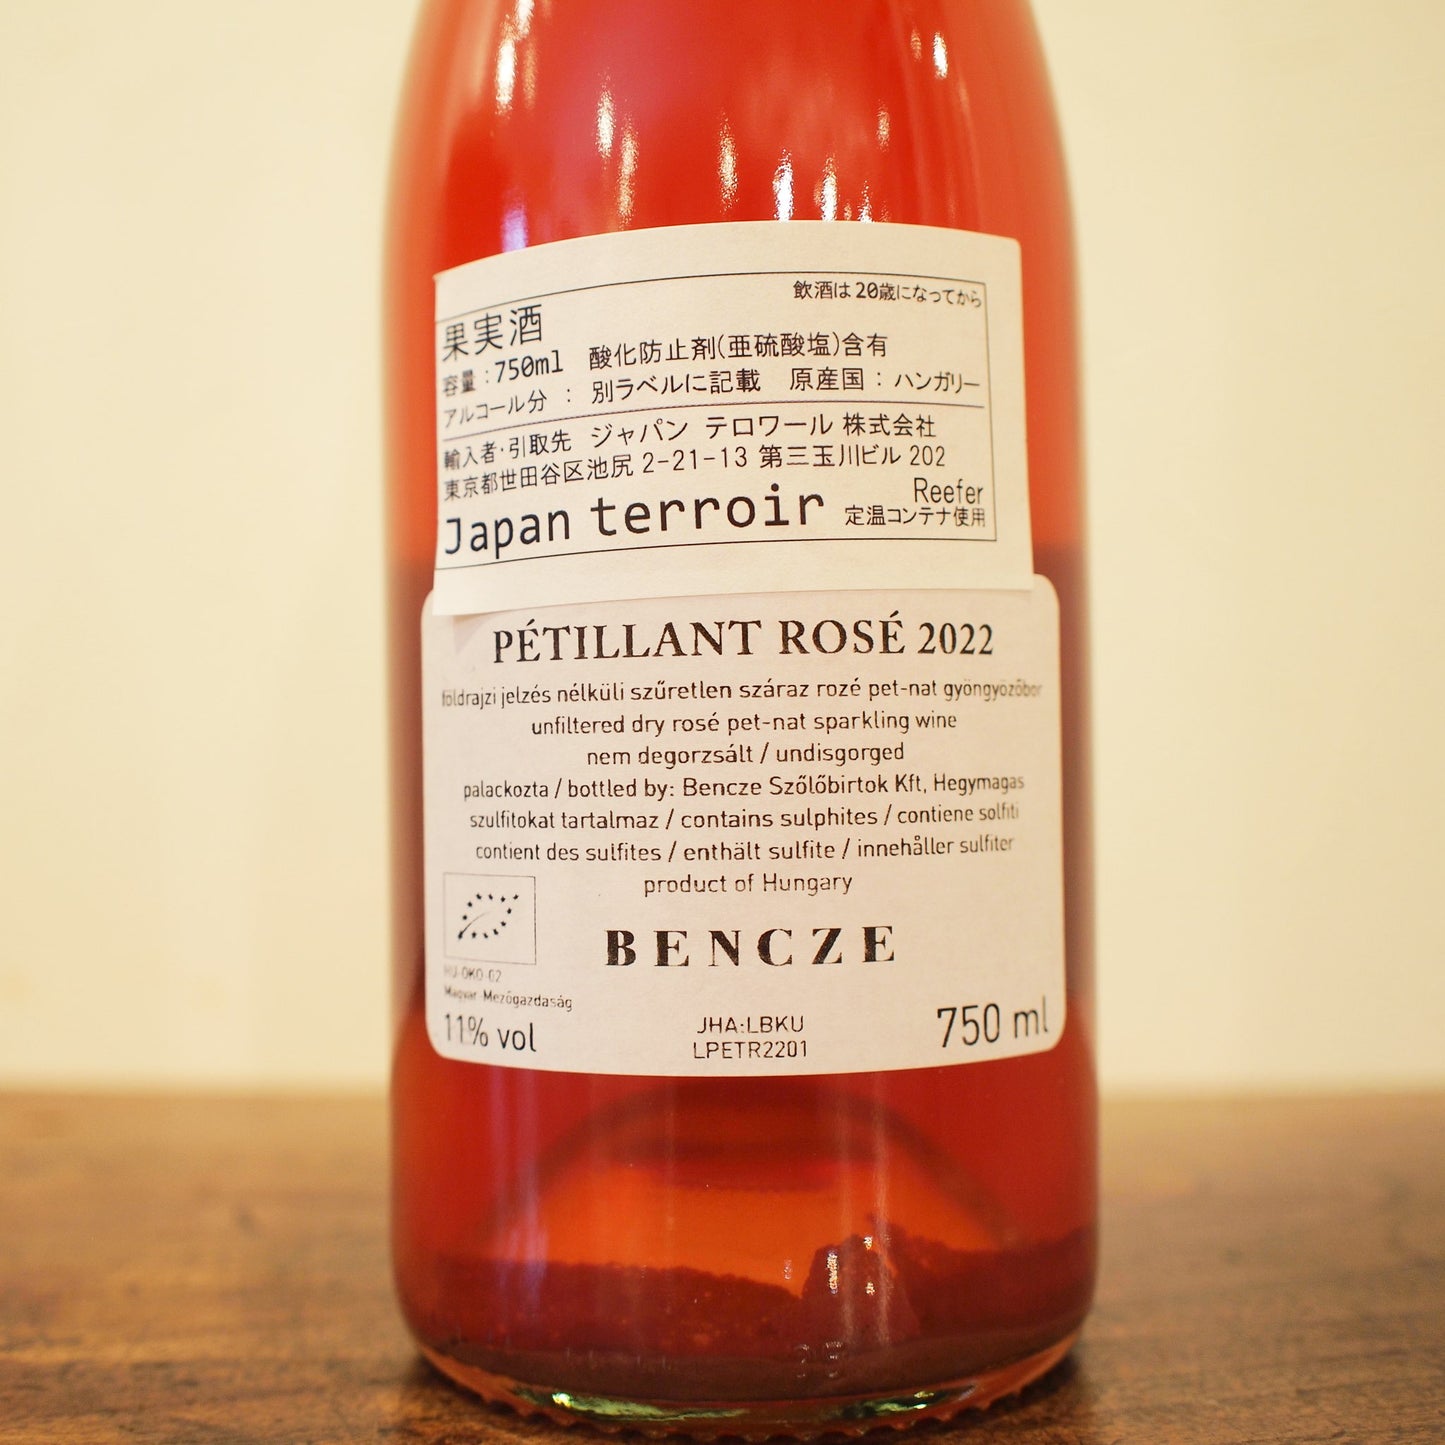 飲酒は20歳になってから
果実酒
容量：750ml 酸化防止剤(亜硫酸塩)含有
アルコール分 ： 別ラベルに記載 原産国： ハンガリー
輸入者・引取先 ジャパン テロワール 株式会社
東京都世田谷区池尻 2-21-13 第三玉川ビル 202
Japan terroir Reefer
定温コンテナ使用
PÉTILLANT ROSÉ 2022
földrajzi jelzés nélküli szűretlen száraz rozé pet-nat gyöngyözőbor
unfiltered dry rosé pet-nat sparkling wine
nem degorzsált / undisgorged
palackozta / bottled by: Bencze Szőlőbirtok Kft, Hegymagas
szulfitokat tartalmaz / contains sulphites / contiene solfiti
contient des sulfites / enthält sulfite / innehåller sulfiter
product of Hungary
BENCZE
HU-ÖKO-02
Magyar-Mezőgazdaság
11% vol
JHA:LBKU
LPETR2201
750 ml